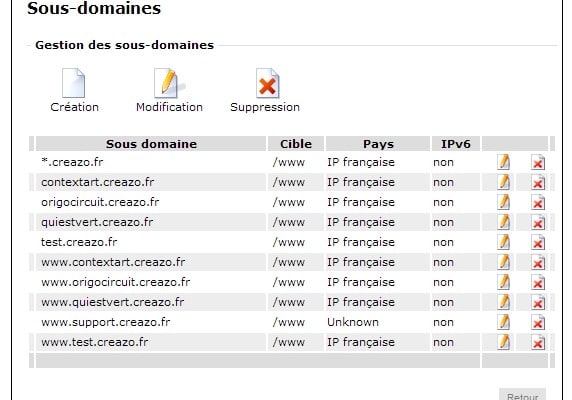 Sous-domaines
Gestion des sous-domaines
Création Modification Suppression
Sous domaine Cible Pays IPv6
*.creazo.fr /www IP française non
contextart.creazo.fr /www IP française non
origocircuit.creazo.fr /www IP française non
quiestvert.creazo.fr /www IP française non
test.creazo.fr /www IP française non
www.contextart.creazo.fr /www IP française non
www.origocircuit.creazo.fr /www IP française non
www.quiestvert.creazo.fr /www IP française non
www.support.creazo.fr /www Unknown non
www.test.creazo.fr /www IP française non
Retour